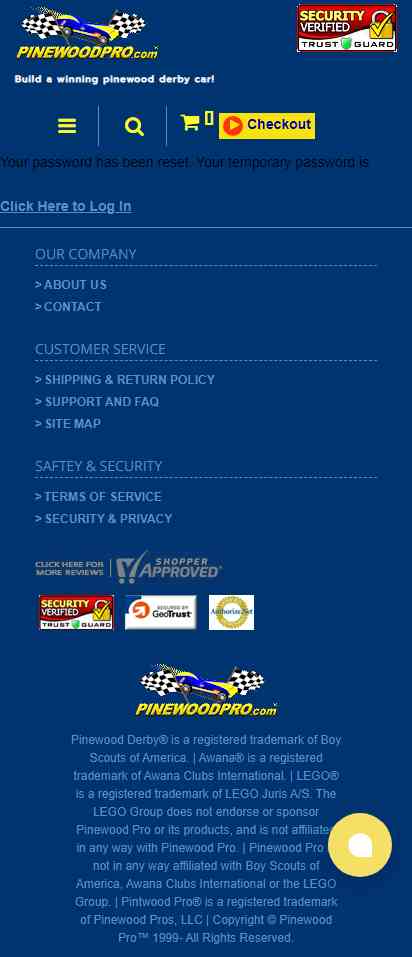 PINEWOODPRO.com
SECURITY
VERIFIED
TRUST GUARD
Build a winning pinewood derby car!
0
Checkout
Your password has been reset. Your temporary password is
Click Here to Log In
OUR COMPANY
> ABOUT US
> CONTACT
CUSTOMER SERVICE
> SHIPPING & RETURN POLICY
> SUPPORT AND FAQ
> SITE MAP
SAFTEY & SECURITY
> TERMS OF SERVICE
> SECURITY & PRIVACY
CLICK HERE FOR
MORE REVIEWS
SHOPPER
APPROVED®
SECURITY
VERIFIED
TRUST GUARD
SECURED BY
GeoTrust
Authorize.Net
PINEWOODPRO.com
Pinewood Derby® is a registered trademark of Boy
Scouts of America. | Awana® is a registered
trademark of Awana Clubs International. | LEGO®
is a registered trademark of LEGO Juris A/S. The
LEGO Group does not endorse or sponsor
Pinewood Pro or its products, and is not affiliated
in any way with Pinewood Pro. | Pinewood Pro
not in any way affiliated with Boy Scouts of
America, Awana Clubs International or the LEGO
Group. | Pintwood Pro® is a registered trademark
of Pinewood Pros, LLC | Copyright © Pinewood
Pro™ 1999- All Rights Reserved.